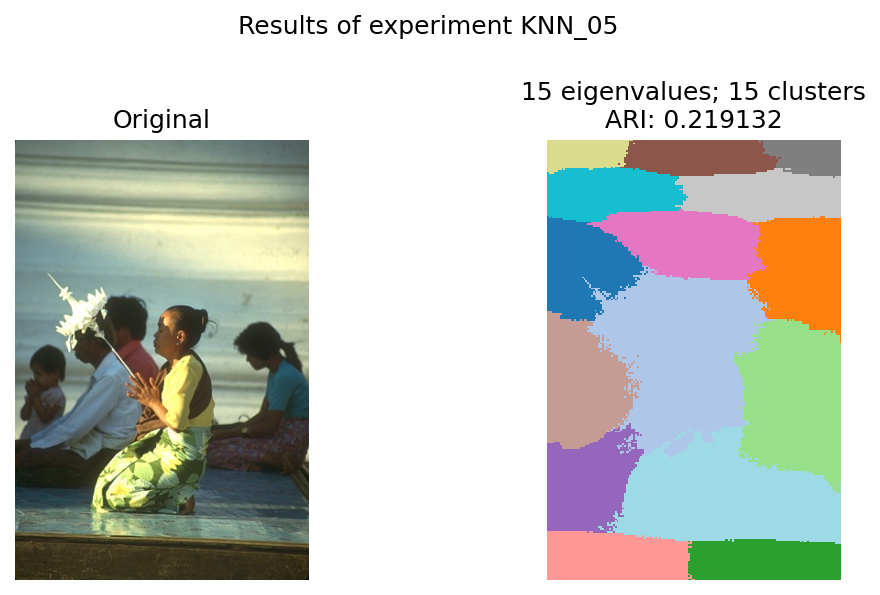 Results of experiment KNN_05
Original
15 eigenvalues; 15 clusters
ARI: 0.219132